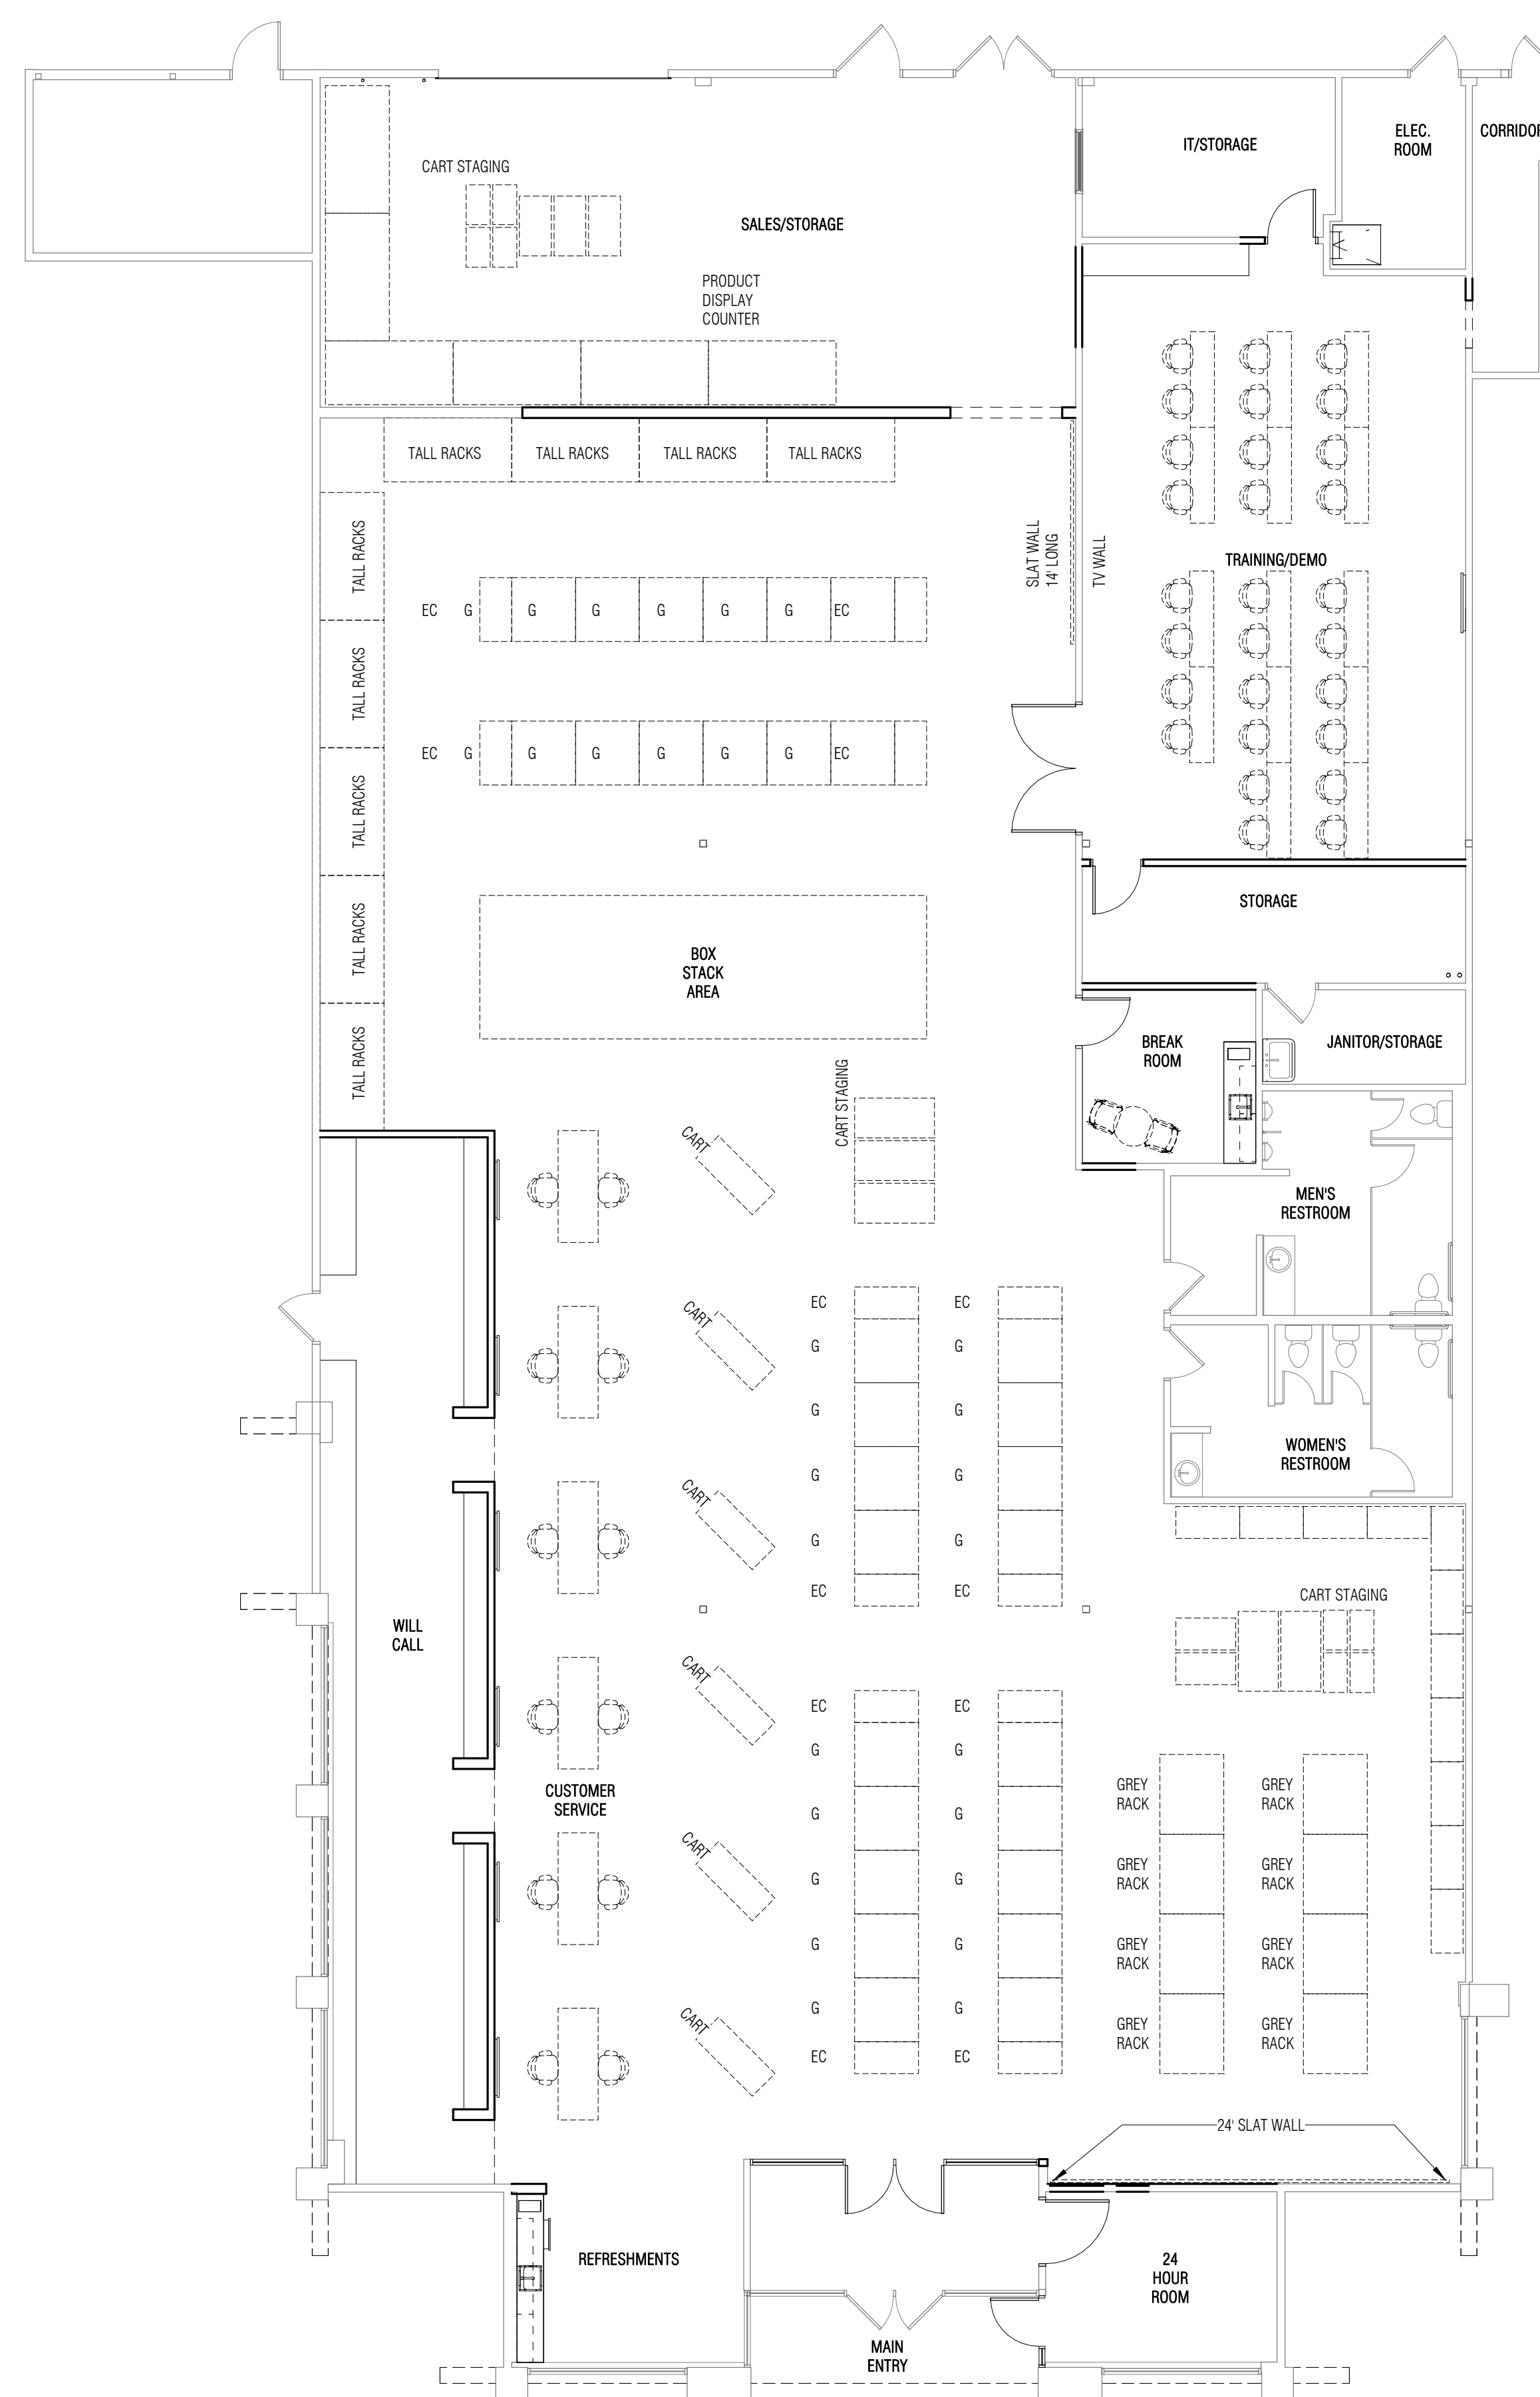 IT/STORAGE
ELEC.
ROOM
CORRIDOR
CART STAGING
SALES/STORAGE
PRODUCT
DISPLAY
COUNTER
TALL RACKS
TALL RACKS
TALL RACKS
TALL RACKS
TALL RACKS
TALL RACKS
TALL RACKS
TALL RACKS
TALL RACKS
SLAT WALL
14' LONG
TV WALL
TRAINING/DEMO
EC G G G G G G EC
EC G G G G G G EC
STORAGE
BOX
STACK
AREA
BREAK
ROOM
JANITOR/STORAGE
CART STAGING
CART
CART
CART
CART
CART
CART
MEN'S
RESTROOM
WOMEN'S
RESTROOM
EC EC
G G
G G
G G
G G
EC EC
CART STAGING
WILL
CALL
CUSTOMER
SERVICE
EC EC
G G
G G
G G
G G
G G
EC EC
GREY
RACK
GREY
RACK
GREY
RACK
GREY
RACK
GREY
RACK
GREY
RACK
GREY
RACK
GREY
RACK
24' SLAT WALL
REFRESHMENTS
24
HOUR
ROOM
MAIN
ENTRY